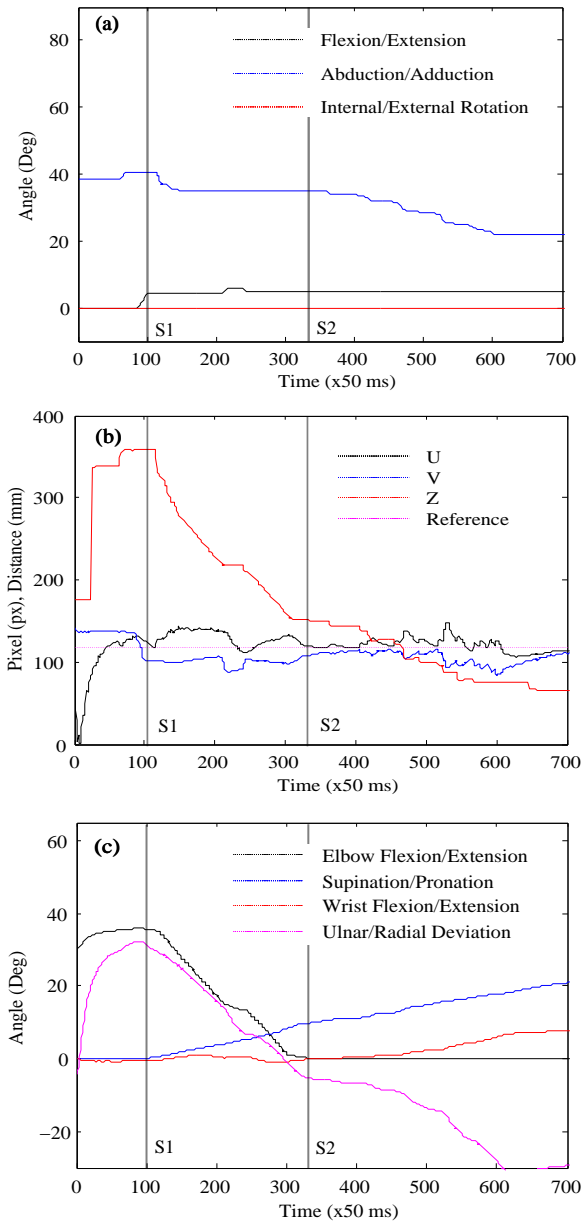 (a)
Flexion/Extension
Abduction/Adduction
Internal/External Rotation
80
60
40
20
0
Angle (Deg)
S1
S2
0 100 200 300 400 500 600 700
Time (x50 ms)
(b)
U
V
Z
Reference
400
300
200
100
0
Pixel (px), Distance (mm)
S1
S2
0 100 200 300 400 500 600 700
Time (x50 ms)
(c)
Elbow Flexion/Extension
Supination/Pronation
Wrist Flexion/Extension
Ulnar/Radial Deviation
60
40
20
0
−20
Angle (Deg)
S1
S2
0 100 200 300 400 500 600 700
Time (x50 ms)